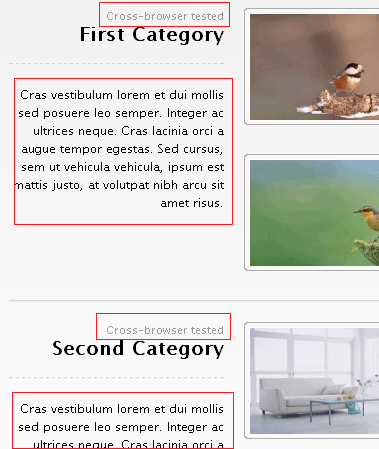 Cross-browser tested
First Category
Cras vestibulum lorem et dui mollis
sed posuere leo semper. Integer ac
ultrices neque. Cras lacinia orci a
augue tempor egestas. Sed cursus,
sem ut vehicula vehicula, ipsum est
mattis justo, at volutpat nibh arcu sit
amet risus.
Cross-browser tested
Second Category
Cras vestibulum lorem et dui mollis
sed posuere leo semper. Integer ac
ultrices neque. Cras lacinia orci a